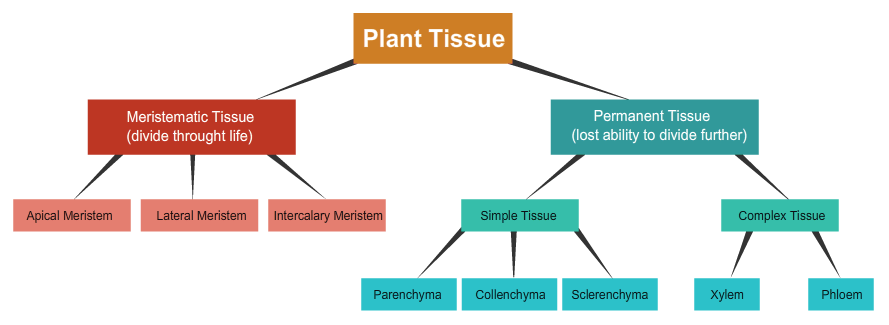 Plant Tissue
Meristematic Tissue
(divide throught life)
Permanent Tissue
(lost ability to divide further)
Apical Meristem
Lateral Meristem
Intercalary Meristem
Simple Tissue
Complex Tissue
Parenchyma
Collenchyma
Sclerenchyma
Xylem
Phloem